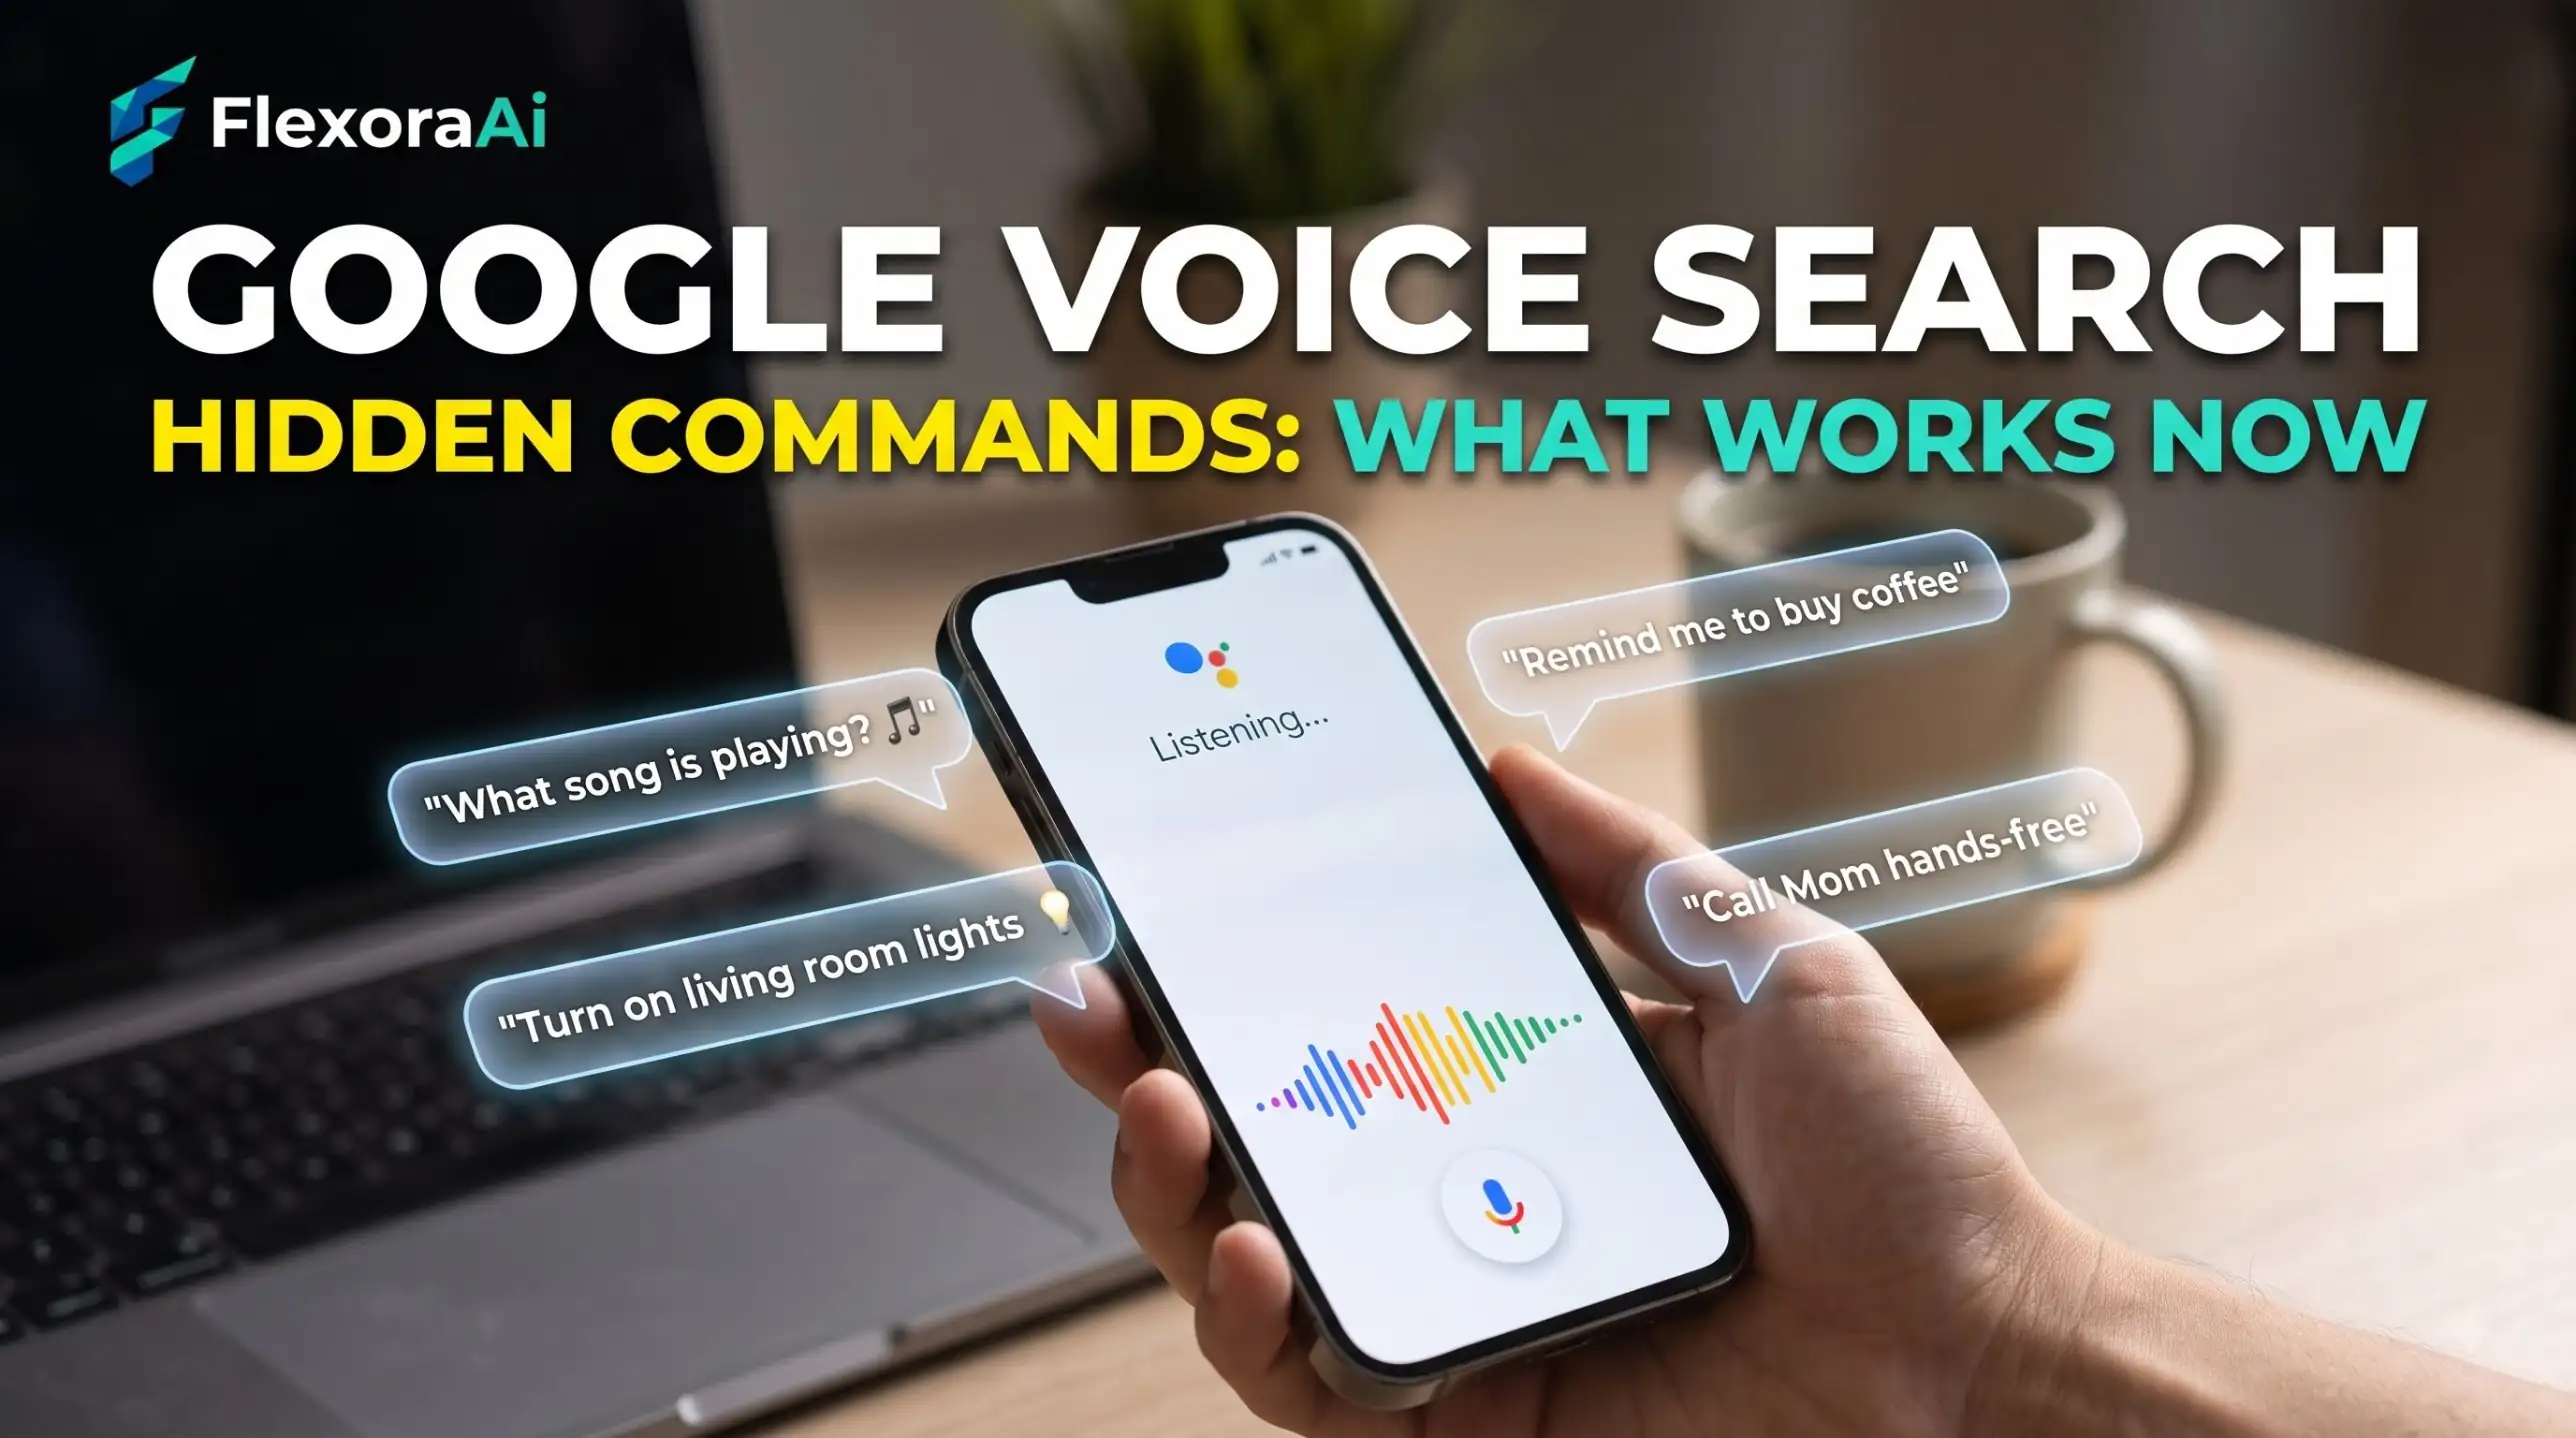 FlexoraAi
GOOGLE VOICE SEARCH
HIDDEN COMMANDS: WHAT WORKS NOW
"Remind me to buy coffee"
Listening...
"What song is playing? 🎵"
"Call Mom hands-free"
"Turn on living room lights 💡